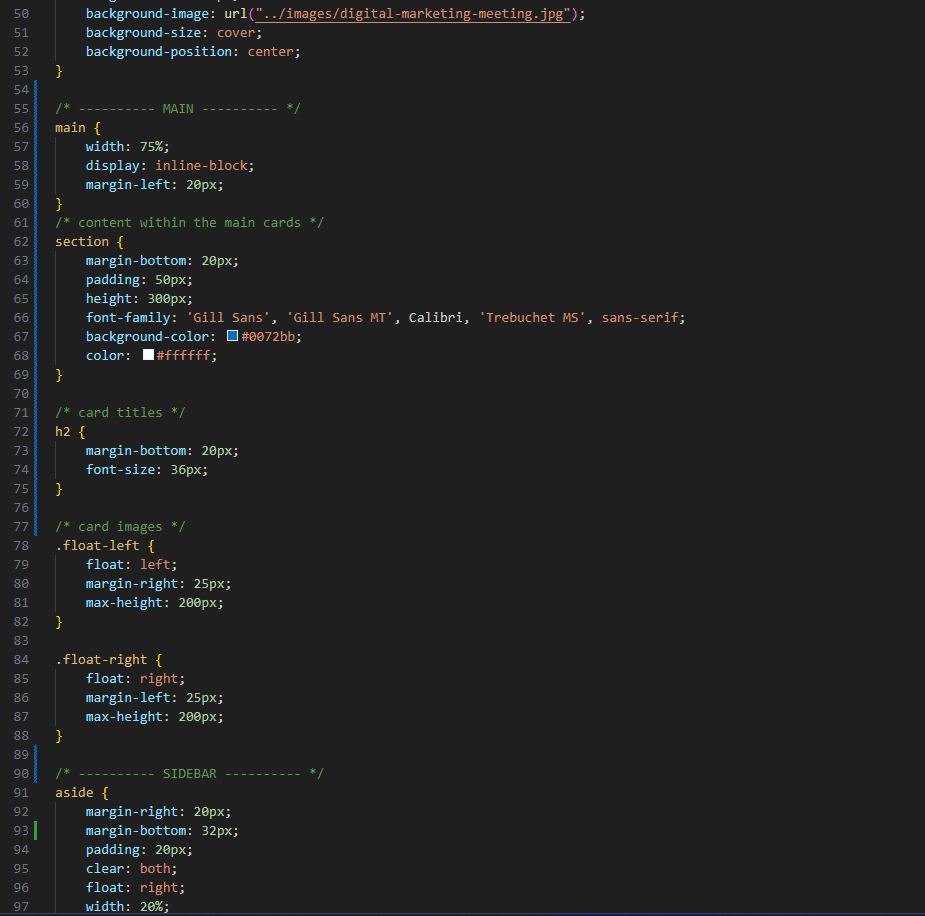 50 background-image: url("../images/digital-marketing-meeting.jpg");
51 background-size: cover;
52 background-position: center;
53 }
54
55 /* ---------- MAIN ---------- */
56 main {
57 width: 75%;
58 display: inline-block;
59 margin-left: 20px;
60 }
61 /* content within the main cards */
62 section {
63 margin-bottom: 20px;
64 padding: 50px;
65 height: 300px;
66 font-family: 'Gill Sans', 'Gill Sans MT', Calibri, 'Trebuchet MS', sans-serif;
67 background-color: #0072bb;
68 color: #ffffff;
69 }
70
71 /* card titles */
72 h2 {
73 margin-bottom: 20px;
74 font-size: 36px;
75 }
76
77 /* card images */
78 .float-left {
79 float: left;
80 margin-right: 25px;
81 max-height: 200px;
82 }
83
84 .float-right {
85 float: right;
86 margin-left: 25px;
87 max-height: 200px;
88 }
89
90 /* ---------- SIDEBAR ---------- */
91 aside {
92 margin-right: 20px;
93 margin-bottom: 32px;
94 padding: 20px;
95 clear: both;
96 float: right;
97 width: 20%;